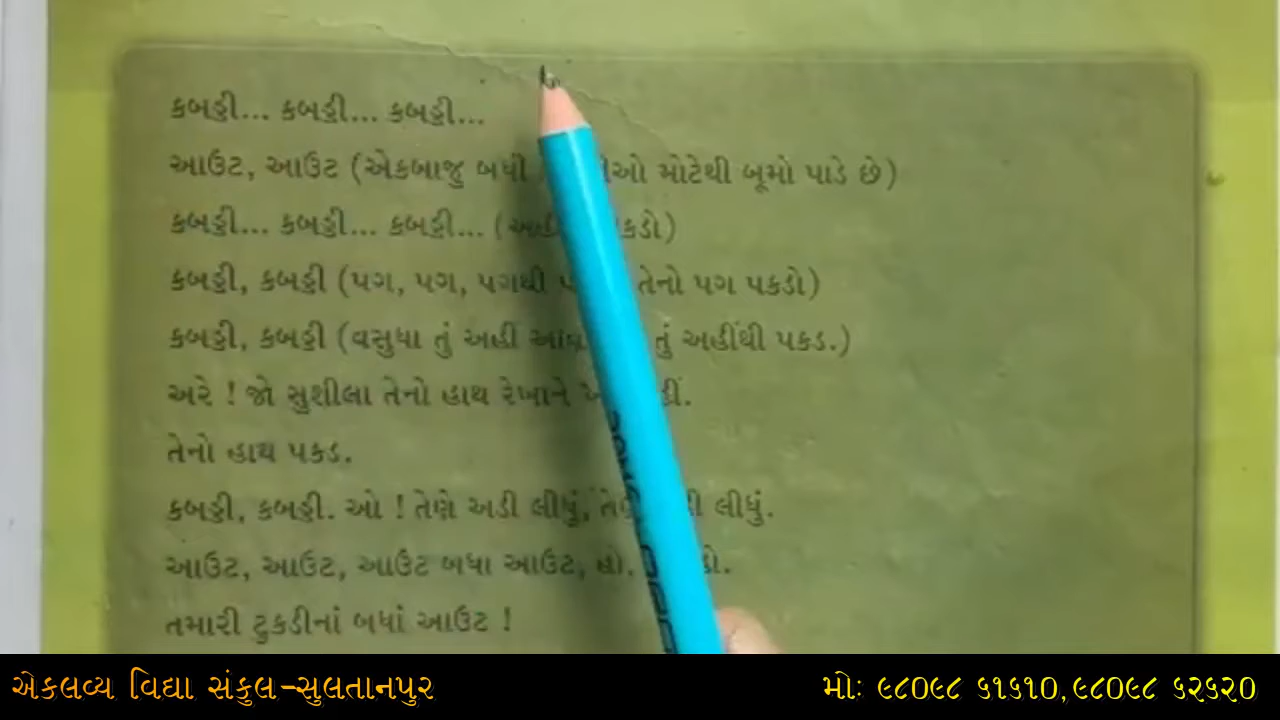 કબડ્ડી... કબડ્ડી... કબડ્ડી...
આઉટ, આઉટ (એકબાજુ બધી મોટેથી બૂમો પાડે છે)
કબડ્ડી... કબડ્ડી... કબડ્ડી...
કબડ્ડી, કબડ્ડી (પગ, પગ, પગથી તેનો પગ પકડો)
કબડ્ડી, કબડ્ડી (વસુધા તું અહી તું અહીંથી પકડ.)
અરે ! જો સુશીલા તેનો હાથ રેખાને
તેનો હાથ પકડ.
કબડ્ડી, કબડ્ડી. ઓ ! તેણે અડી લીધું, લીધું.
આઉટ, આઉટ, આઉટ બધા આઉટ, હો.
તમારી ટુકડીનાં બધાં આઉટ !
એકલવ્ય વિદ્યા સંકુલ-સુલતાનપુર
મોઃ ૯૮૦૯૮ ૬૧૬૧૦,૯૮૦૯૮ ૬૨૬૨૦